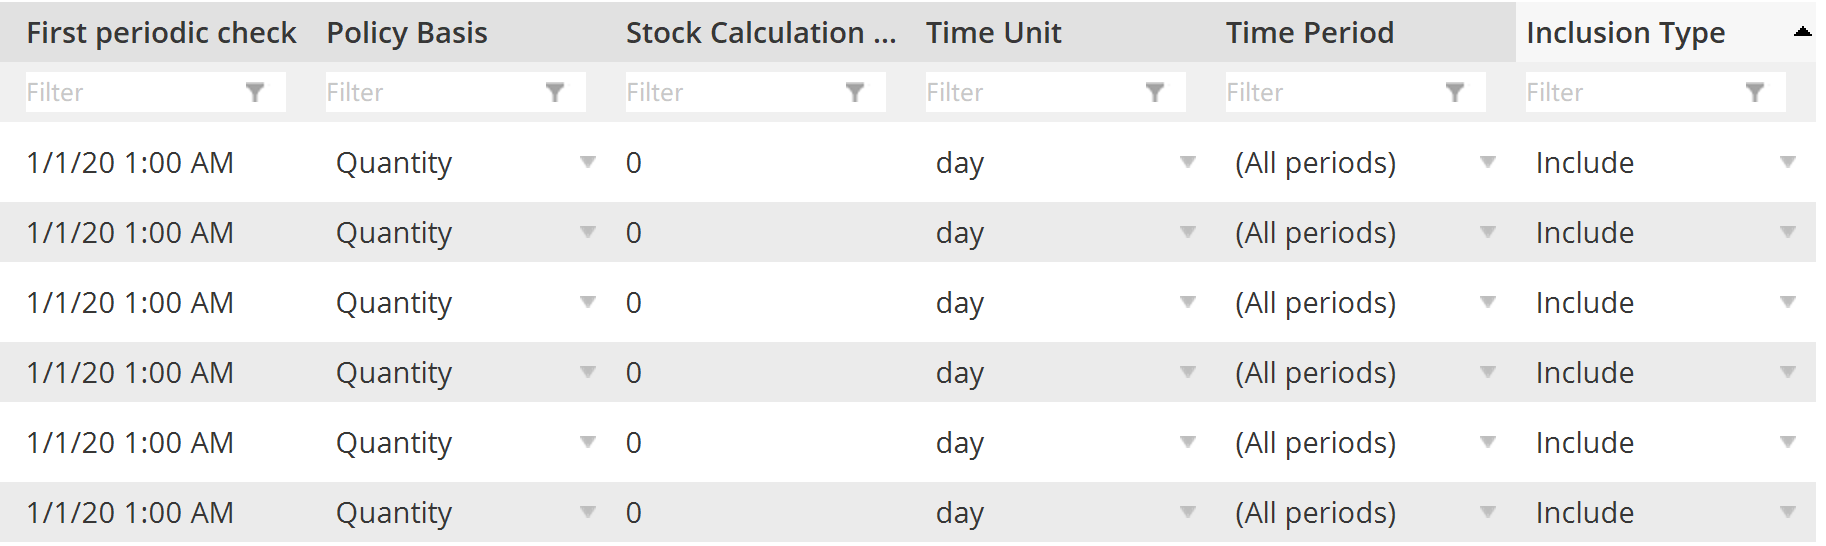 First periodic check Policy Basis Stock Calculation ... Time Unit Time Period Inclusion Type
Filter Filter Filter Filter Filter Filter
1/1/20 1:00 AM Quantity 0 day (All periods) Include
1/1/20 1:00 AM Quantity 0 day (All periods) Include
1/1/20 1:00 AM Quantity 0 day (All periods) Include
1/1/20 1:00 AM Quantity 0 day (All periods) Include
1/1/20 1:00 AM Quantity 0 day (All periods) Include
1/1/20 1:00 AM Quantity 0 day (All periods) Include